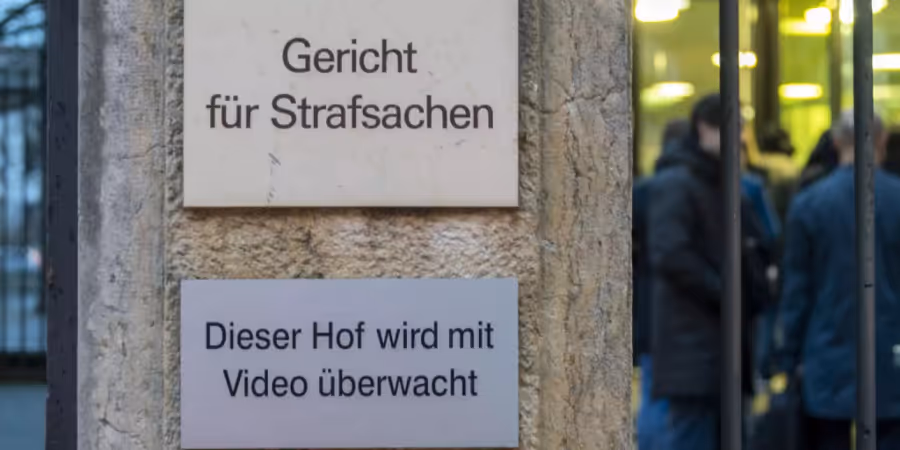 Gericht
für Strafsachen
Dieser Hof wird mit
Video überwacht